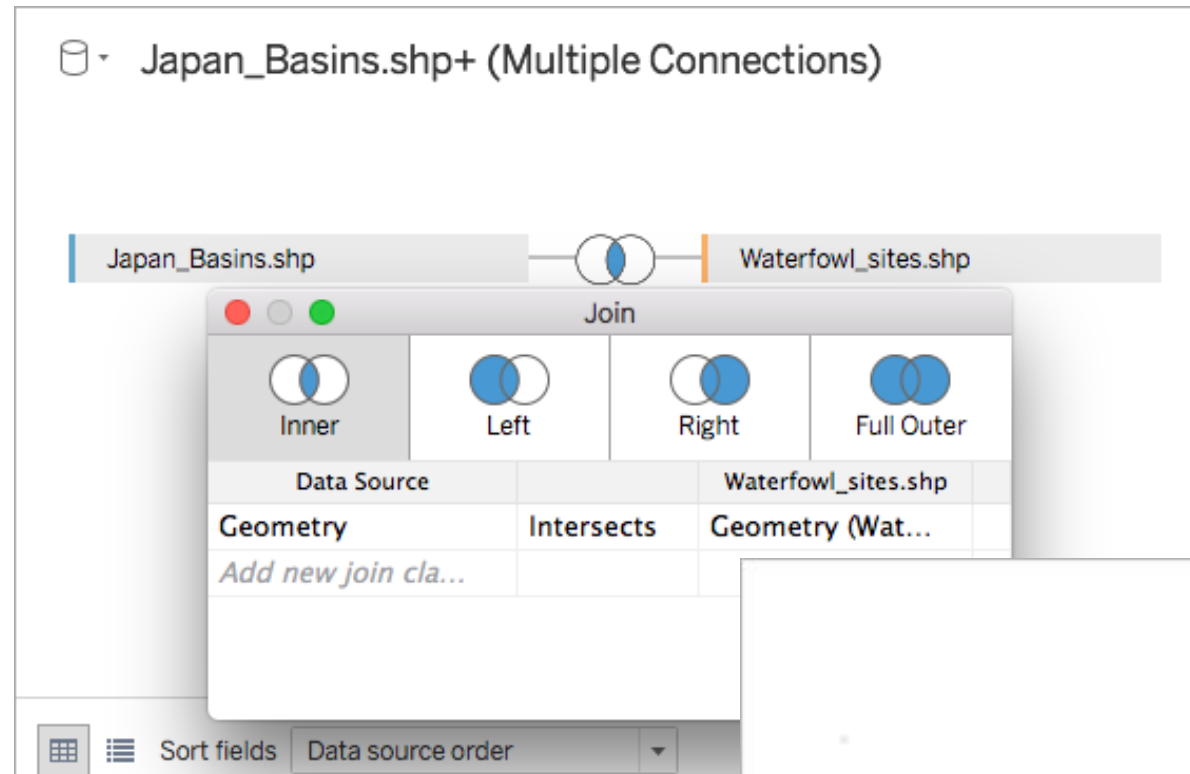 Japan_Basins.shp+ (Multiple Connections)
Japan_Basins.shp
Waterfowl_sites.shp
Join
Inner Left Right Full Outer
Data Source Waterfowl_sites.shp
Geometry Intersects Geometry (Wat...
Add new join cla...
Sort fields Data source order